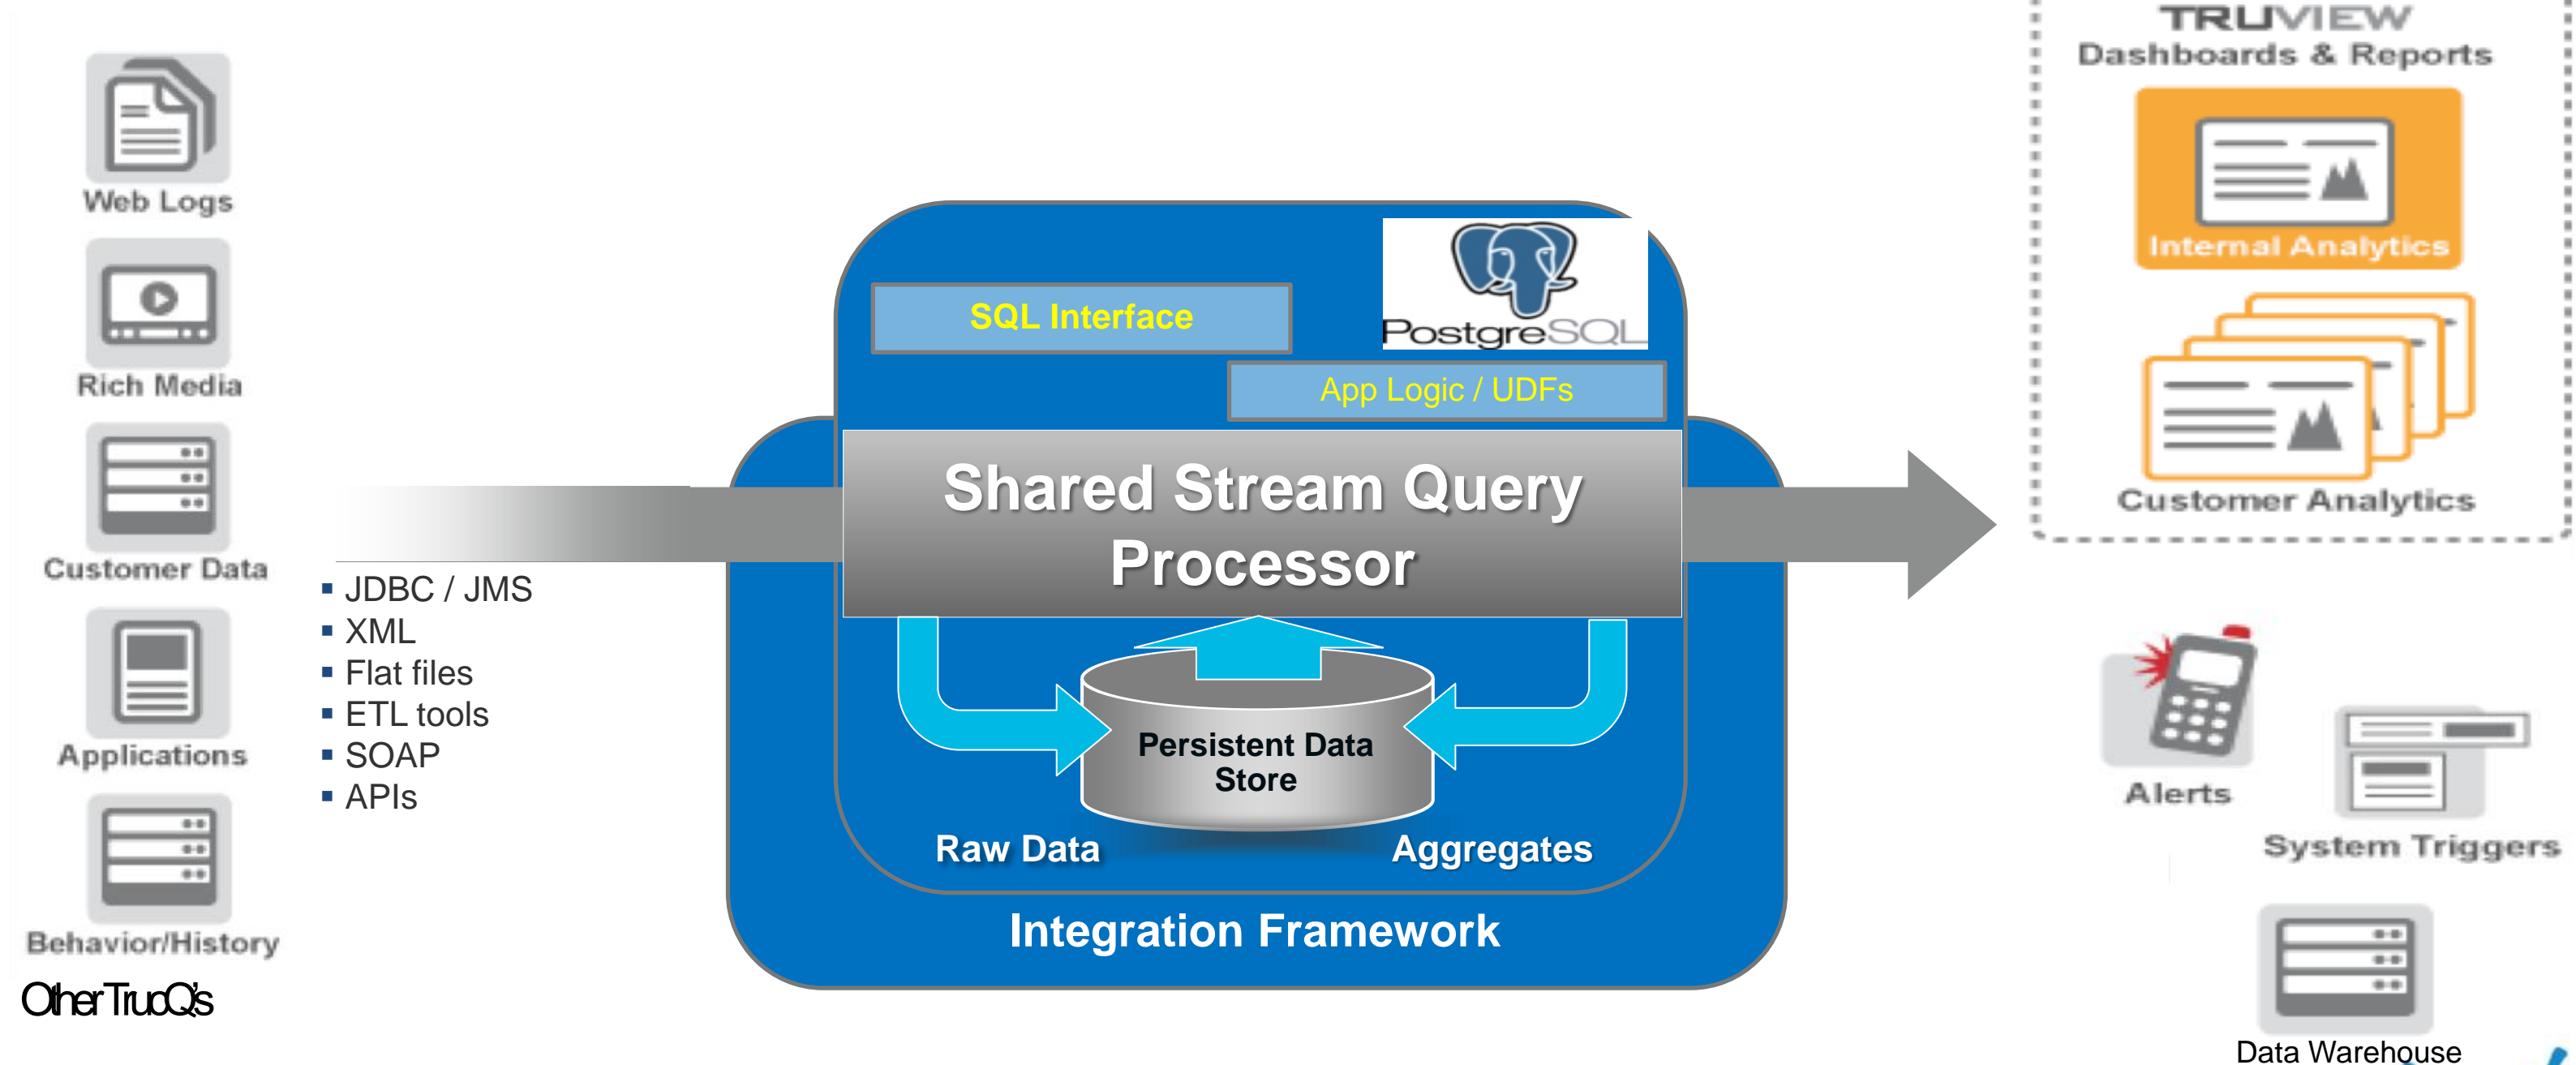 Web Logs
Rich Media
Customer Data
Applications
Behavior/History
Other TrucQ's
▪ JDBC / JMS
▪ XML
▪ Flat files
▪ ETL tools
▪ SOAP
▪ APIs
SQL Interface
PostgreSQL
App Logic / UDFs
Shared Stream Query
Processor
Persistent Data
Store
Raw Data
Aggregates
Integration Framework
TRUVIEW
Dashboards & Reports
Internal Analytics
Customer Analytics
Alerts
System Triggers
Data Warehouse